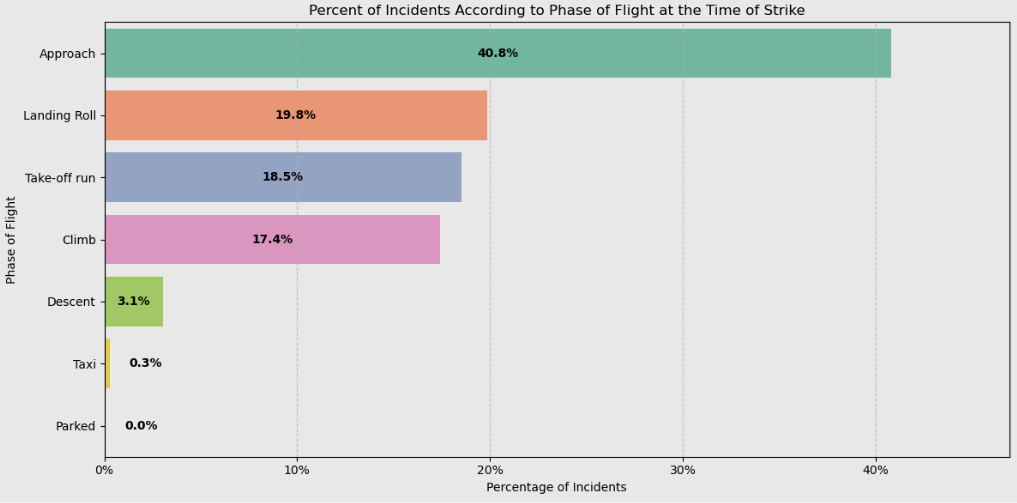 Percent of Incidents According to Phase of Flight at the Time of Strike
Phase of Flight
Approach 40.8%
Landing Roll 19.8%
Take-off run 18.5%
Climb 17.4%
Descent 3.1%
Taxi 0.3%
Parked 0.0%
0% 10% 20% 30% 40%
Percentage of Incidents